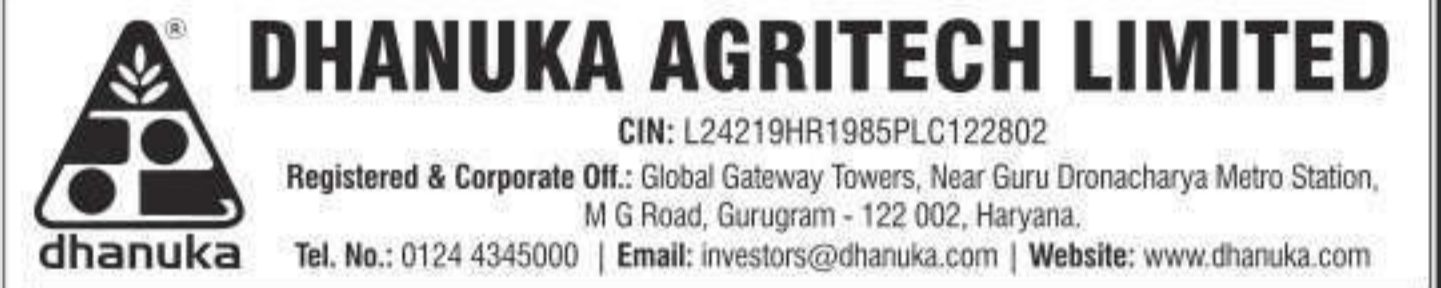 ®
DHANUKA AGRITECH LIMITED
CIN: L24219HR1985PLC122802
Registered & Corporate Off.: Global Gateway Towers, Near Guru Dronacharya Metro Station,
M G Road, Gurugram - 122 002, Haryana.
dhanuka
Tel. No.: 0124 4345000 | Email: investors@dhanuka.com | Website: www.dhanuka.com